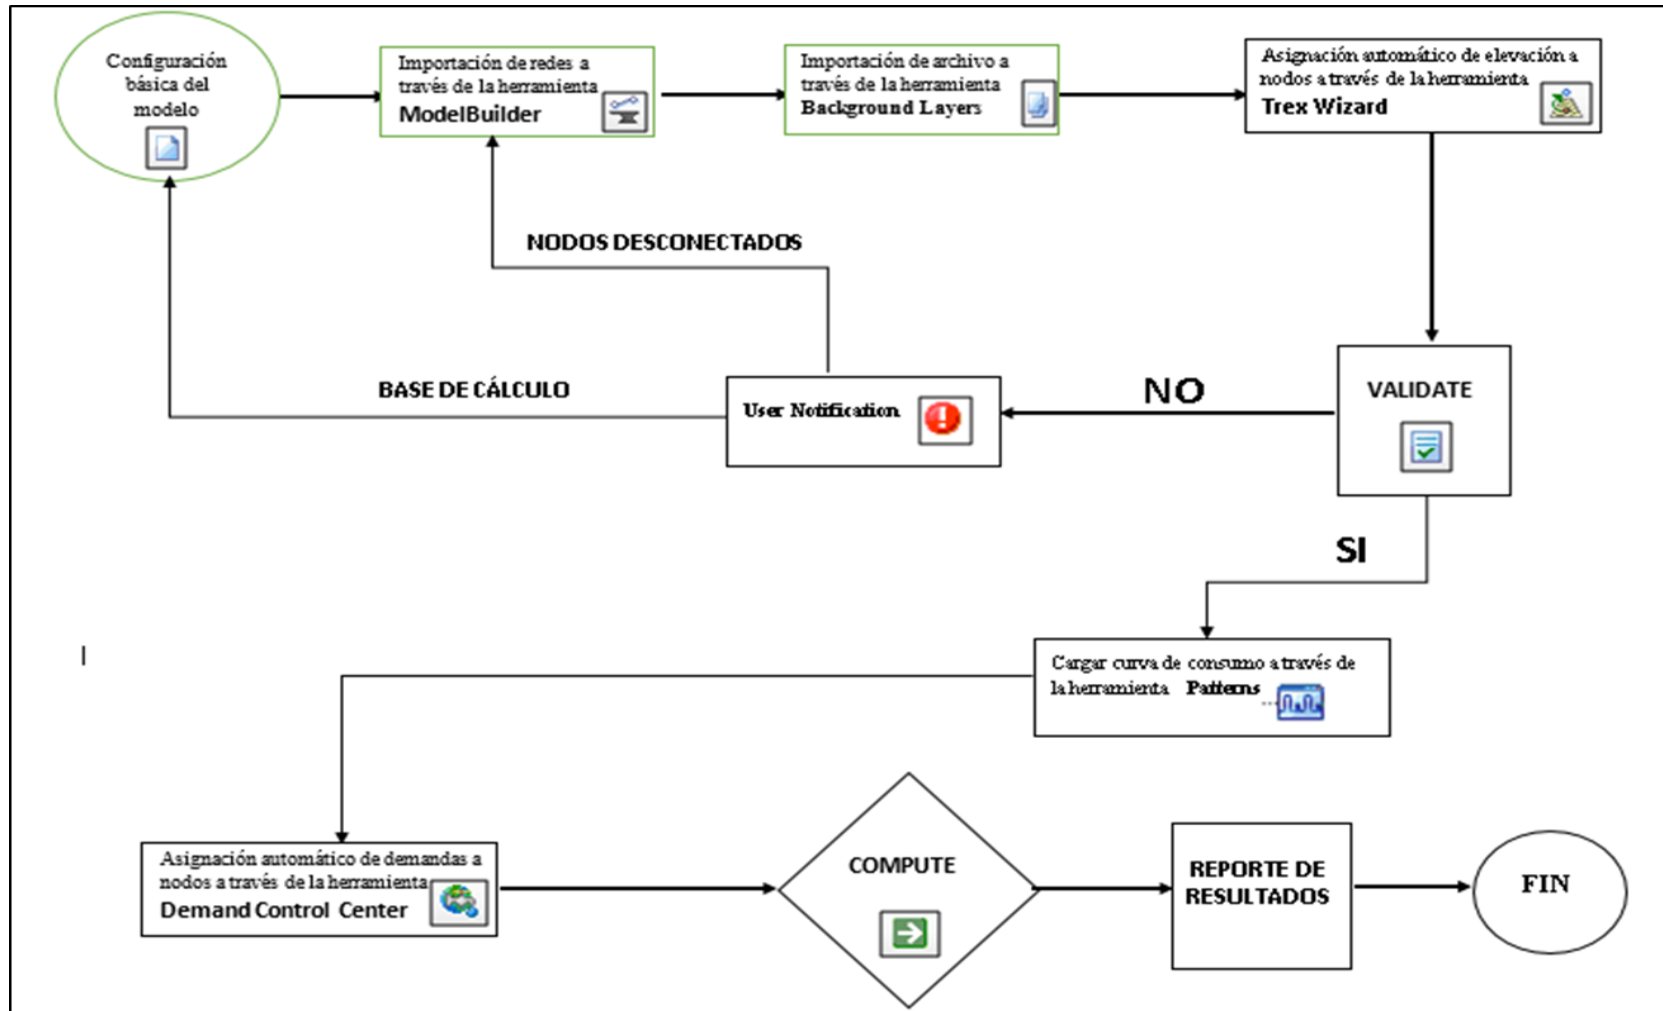 Configuración
básica del
modelo
Importación de redes a
través de la herramienta
ModelBuilder
Importación de archivo a
través de la herramienta
Background Layers
Asignación automático de elevación a
nodos a través de la herramienta
Trex Wizard
NODOS DESCONECTADOS
BASE DE CÁLCULO
User Notification
NO
VALIDATE
SI
Cargar curva de consumo a través de
la herramienta Patterns
Asignación automático de demandas a
nodos a través de la herramienta
Demand Control Center
COMPUTE
REPORTE DE
RESULTADOS
FIN